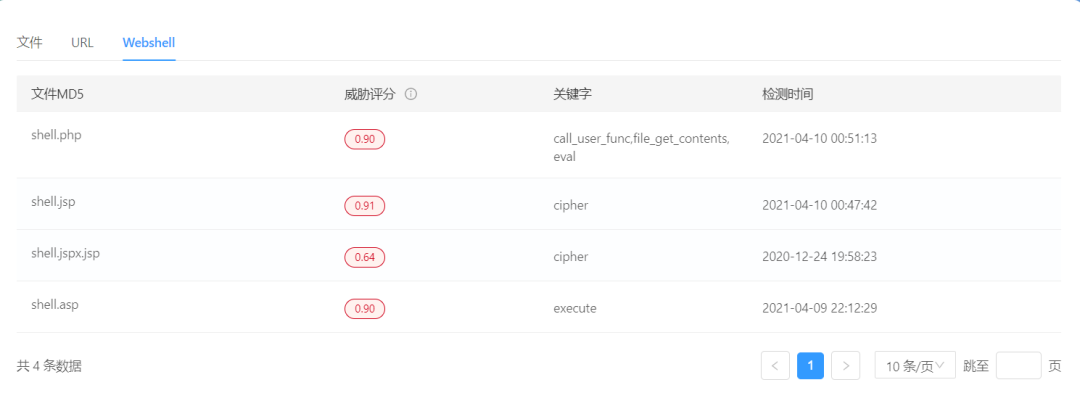 文件 URL Webshell
文件MD5 威胁评分 关键字 检测时间
shell.php 0.90 call_user_func,file_get_contents, 2021-04-10 00:51:13
eval
shell.jsp 0.91 cipher 2021-04-10 00:47:42
shell.jspx.jsp 0.64 cipher 2020-12-24 19:58:23
shell.asp 0.90 execute 2021-04-09 22:12:29
共 4 条数据 < 1 > 10 条/页 跳至 页